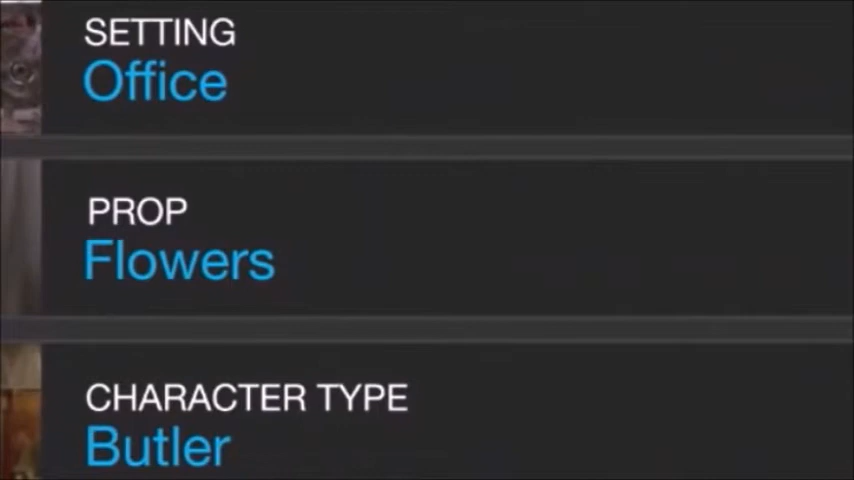 SETTING
Office
PROP
Flowers
CHARACTER TYPE
Butler